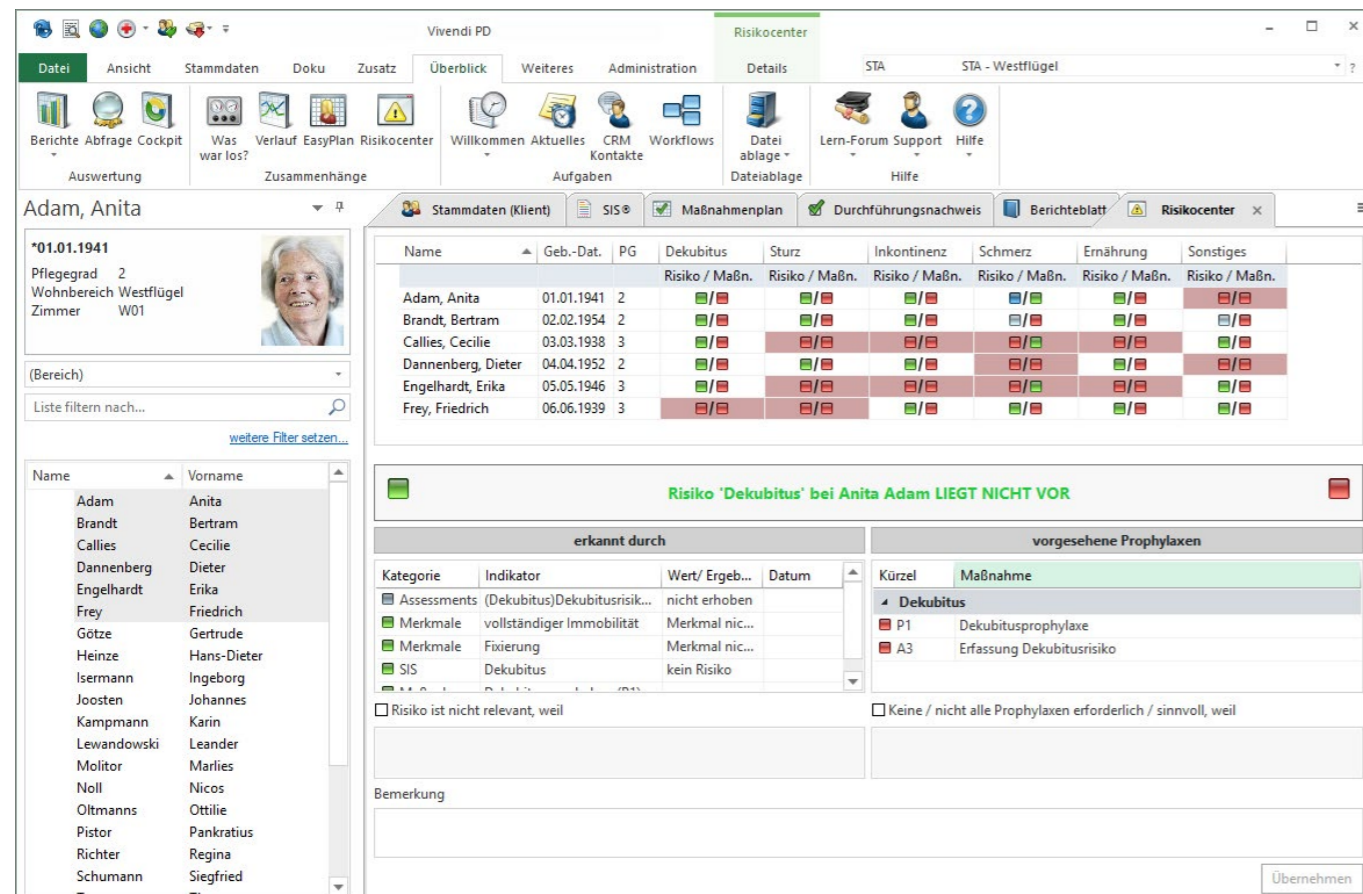 Vivendi PD
Risikocenter
Datei Ansicht Stammdaten Doku Zusatz Überblick Weiteres Administration Details STA STA - Westflügel ?
Berichte Abfrage Cockpit Was war los? Verlauf EasyPlan Risikocenter Willkommen Aktuelles CRM Kontakte Workflows Datei ablage Lern-Forum Support Hilfe
Auswertung Zusammenhänge Aufgaben Dateiablage Hilfe
Adam, Anita
*01.01.1941
Pflegegrad 2
Wohnbereich Westflügel
Zimmer W01
(Bereich)
Liste filtern nach...
weitere Filter setzen...
Name Vorname
Adam Anita
Brandt Bertram
Callies Cecilie
Dannenberg Dieter
Engelhardt Erika
Frey Friedrich
Götze Gertrude
Heinze Hans-Dieter
Isermann Ingeborg
Joosten Johannes
Kampmann Karin
Lewandowski Leander
Molitor Marlies
Noll Nicos
Oltmanns Ottilie
Pistor Pankratius
Richter Regina
Schumann Siegfried
Stammdaten (Klient) SIS® Maßnahmenplan Durchführungsnachweis Berichteblatt Risikocenter
Name Geb.-Dat. PG Dekubitus Sturz Inkontinenz Schmerz Ernährung Sonstiges
Risiko / Maßn. Risiko / Maßn. Risiko / Maßn. Risiko / Maßn. Risiko / Maßn. Risiko / Maßn.
Adam, Anita 01.01.1941 2 / / / / / /
Brandt, Bertram 02.02.1954 2 / / / / / /
Callies, Cecilie 03.03.1938 3 / / / / / /
Dannenberg, Dieter 04.04.1952 2 / / / / / /
Engelhardt, Erika 05.05.1946 3 / / / / / /
Frey, Friedrich 06.06.1939 3 / / / / / /
Risiko 'Dekubitus' bei Anita Adam LIEGT NICHT VOR
erkannt durch
Kategorie Indikator Wert/ Ergeb... Datum
Assessments (Dekubitus)Dekubitusrisik... nicht erhoben
Merkmale vollständiger Immobilität Merkmal nic...
Merkmale Fixierung Merkmal nic...
SIS Dekubitus kein Risiko
Risiko ist nicht relevant, weil
vorgesehene Prophylaxen
Kürzel Maßnahme
Dekubitus
P1 Dekubitusprophylaxe
A3 Erfassung Dekubitusrisiko
Keine / nicht alle Prophylaxen erforderlich / sinnvoll, weil
Bemerkung
Übernehmen